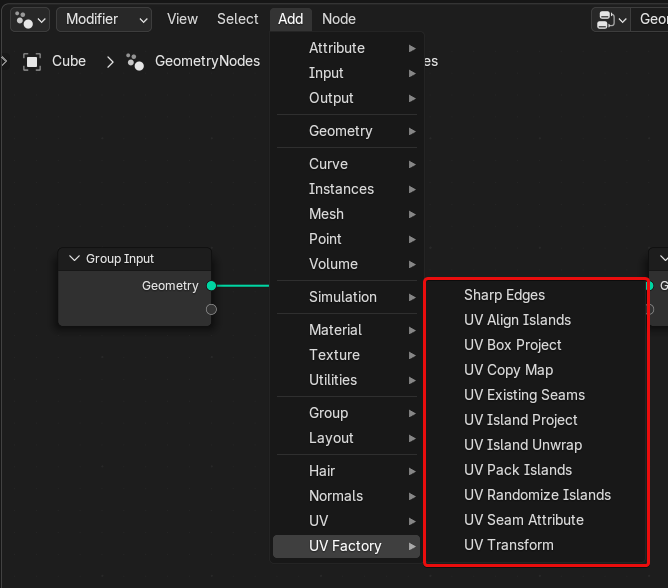 Modifier View Select Add Node Geor
Cube GeometryNodes es
Attribute
Input
Output
Geometry
Curve
Instances
Mesh
Point
Volume
Simulation
Material
Texture
Utilities
Group
Layout
Hair
Normals
UV
UV Factory
Group Input
Geometry
G
Sharp Edges
UV Align Islands
UV Box Project
UV Copy Map
UV Existing Seams
UV Island Project
UV Island Unwrap
UV Pack Islands
UV Randomize Islands
UV Seam Attribute
UV Transform